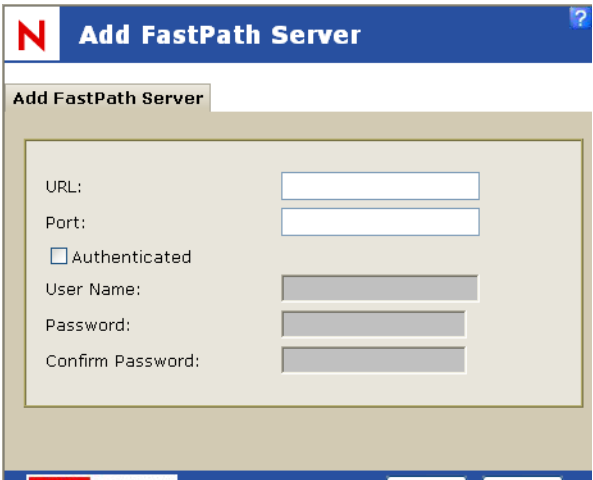 N Add FastPath Server ?
Add FastPath Server
URL:
Port:
Authenticated
User Name:
Password:
Confirm Password: